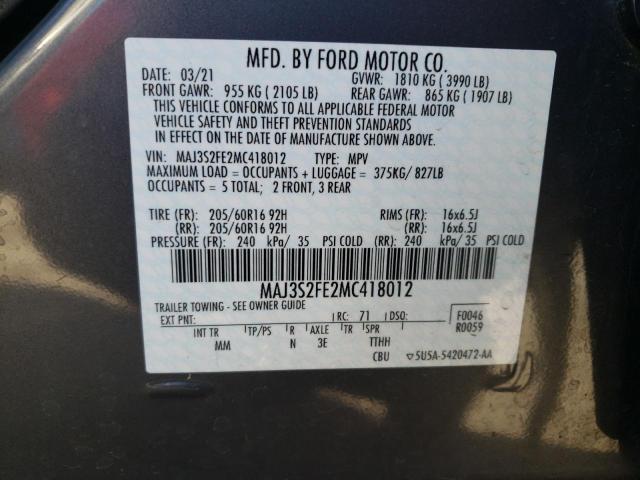 MFD. BY FORD MOTOR CO.
DATE: 03/21 GVWR: 1810 KG ( 3990 LB)
FRONT GAWR: 955 KG ( 2105 LB) REAR GAWR: 865 KG ( 1907 LB)
THIS VEHICLE CONFORMS TO ALL APPLICABLE FEDERAL MOTOR
VEHICLE SAFETY AND THEFT PREVENTION STANDARDS
IN EFFECT ON THE DATE OF MANUFACTURE SHOWN ABOVE.
VIN: MAJ3S2FE2MC418012 TYPE: MPV
MAXIMUM LOAD = OCCUPANTS + LUGGAGE = 375KG/ 827LB
OCCUPANTS = 5 TOTAL; 2 FRONT, 3 REAR
TIRE (FR): 205/60R16 92H RIMS (FR): 16x6.5J
(RR): 205/60R16 92H (RR): 16x6.5J
PRESSURE (FR): 240 kPa/ 35 PSI COLD (RR): 240 kPa/ 35 PSI COLD
MAJ3S2FE2MC418012
TRAILER TOWING - SEE OWNER GUIDE
EXT PNT: RC: 71 DSO: F0046
R0059
INT TR TP/PS R AXLE TR SPR
MM N 3E TTHH
CBU ▽5U5A-5420472-AA